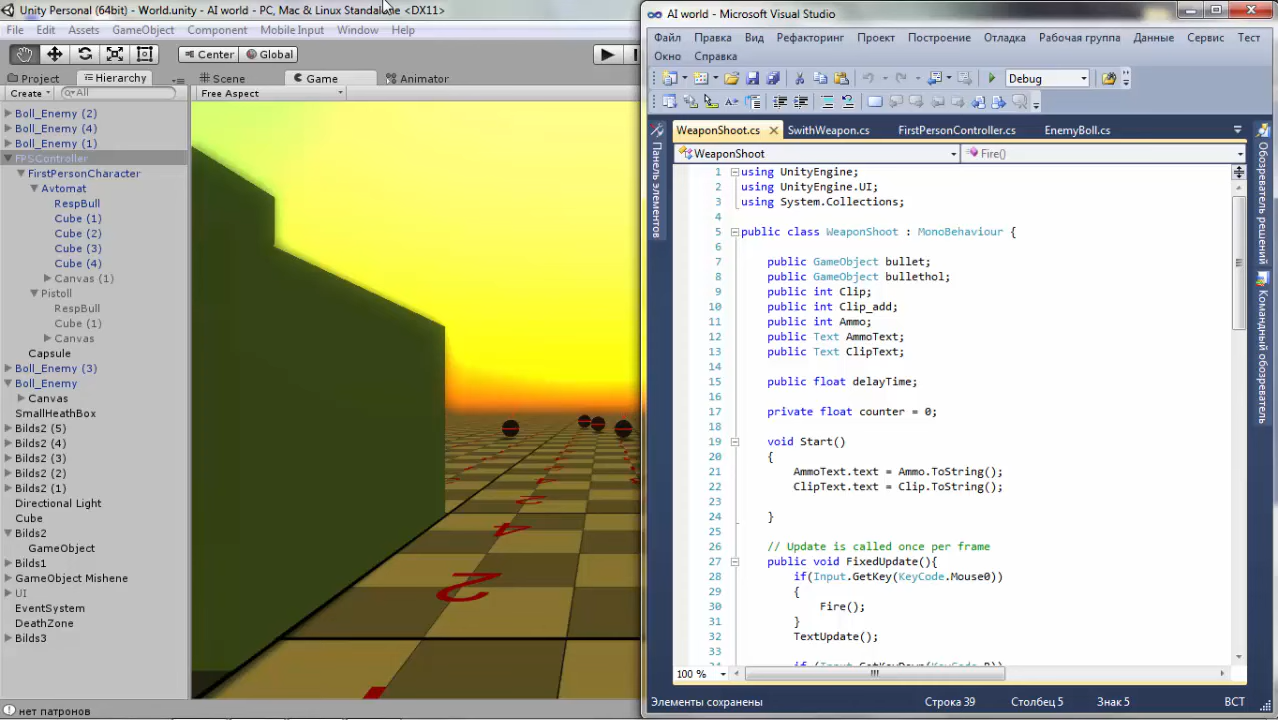 Unity Personal (64bit) - World.unity - AI world - PC, Mac & Linux Standalone <DX11>
File Edit Assets GameObject Component Mobile Input Window Help
Center Global
Project Hierarchy Scene Game Animator
Create All Free Aspect
Boll_Enemy (2)
Boll_Enemy (4)
Boll_Enemy (1)
FPSController
FirstPersonCharacter
Automat
RespBull
Cube (1)
Cube (2)
Cube (3)
Cube (4)
Canvas (1)
Pistoll
RespBull
Cube (1)
Canvas
Capsule
Boll_Enemy (3)
Boll_Enemy
Canvas
SmallHeathBox
Bilds2 (5)
Bilds2 (4)
Bilds2 (3)
Bilds2 (2)
Bilds2 (1)
Directional Light
Cube
Bilds2
GameObject
Bilds1
GameObject Mishene
UI
EventSystem
DeathZone
Bilds3
нет патронов
4
2
AI world - Microsoft Visual Studio
Файл Правка Вид Рефакторинг Проект Построение Отладка Рабочая группа Данные Сервис Тест
Окно Справка
Debug
WeaponShoot.cs SwithWeapon.cs FirstPersonController.cs EnemyBoll.cs
WeaponShoot Fire()
Панель элементов
1 using UnityEngine;
2 using UnityEngine.UI;
3 using System.Collections;
4
5 public class WeaponShoot : MonoBehaviour {
6
7 public GameObject bullet;
8 public GameObject bullethol;
9 public int Clip;
10 public int Clip_add;
11 public int Ammo;
12 public Text AmmoText;
13 public Text ClipText;
14
15 public float delayTime;
16
17 private float counter = 0;
18
19 void Start()
20 {
21 AmmoText.text = Ammo.ToString();
22 ClipText.text = Clip.ToString();
23
24 }
25
26 // Update is called once per frame
27 public void FixedUpdate(){
28 if(Input.GetKey(KeyCode.Mouse0))
29 {
30 Fire();
31 }
32 TextUpdate();
33
34 if (Input.GetKeyDown(KeyCode.R))
100 %
Обозреватель решений
Командный обозреватель
Элементы сохранены Строка 39 Столбец 5 Знак 5 ВСТ